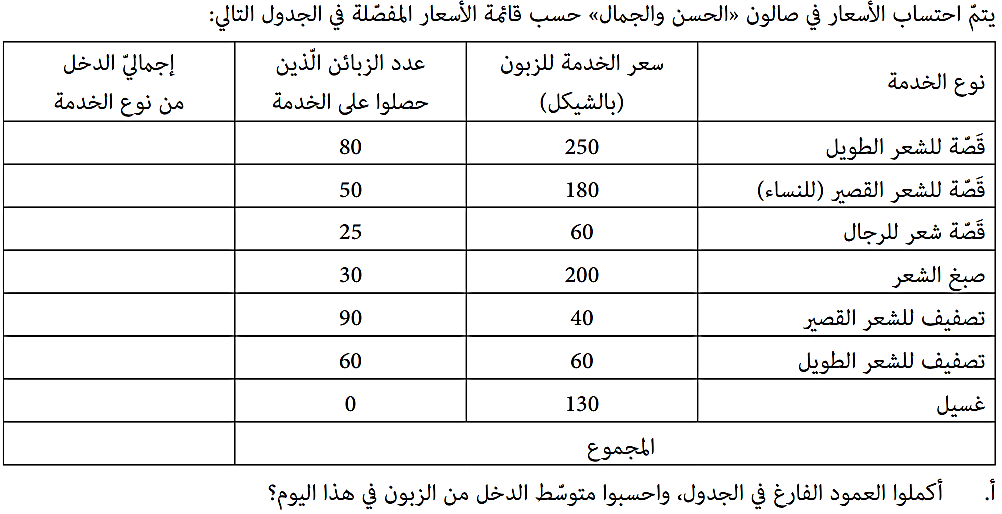 يتمّ احتساب الأسعار في صالون «الحسن والجمال» حسب قائمة الأسعار المفصّلة في الجدول التالي:
نوع الخدمة	سعر الخدمة للزبون (بالشيكل)	عدد الزبائن الّذين حصلوا على الخدمة	إجماليّ الدخل من نوع الخدمة
قَصّة للشعر الطويل	250	80
قَصّة للشعر القصير (للنساء)	180	50
قَصّة شعر للرجال	60	25
صبغ الشعر	200	30
تصفيف للشعر القصير	40	90
تصفيف للشعر الطويل	60	60
غسيل	130	0
المجموع
أ. أكملوا العمود الفارغ في الجدول، واحسبوا متوسّط الدخل من الزبون في هذا اليوم؟